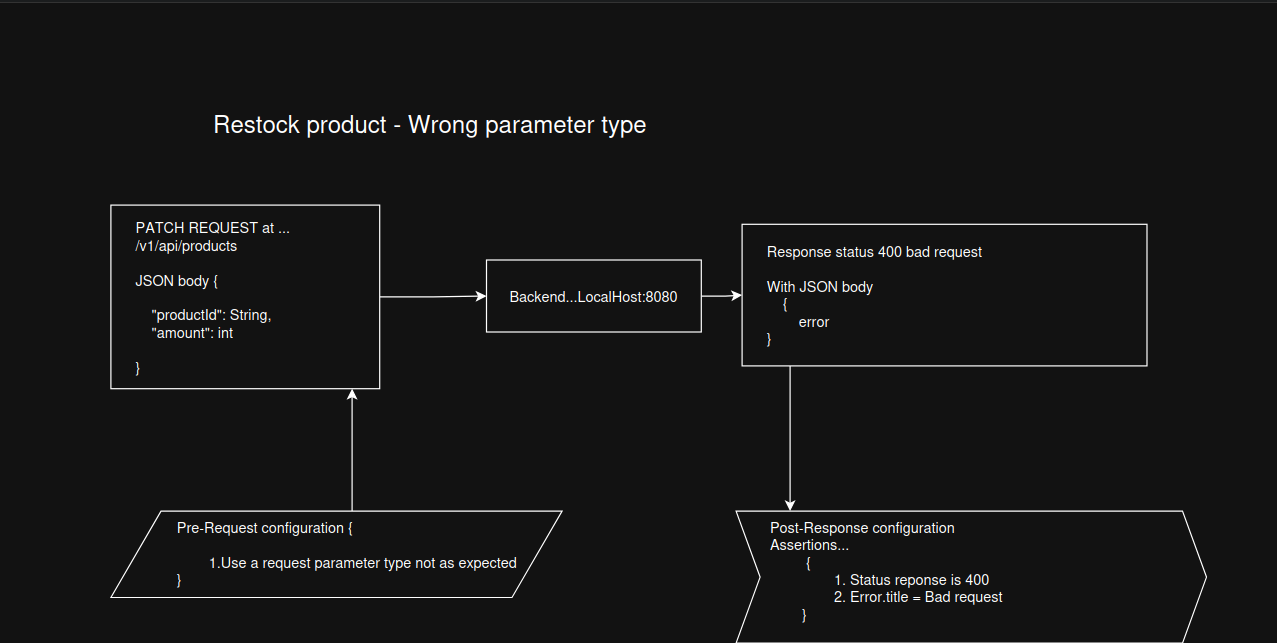 Restock product - Wrong parameter type
PATCH REQUEST at ...
/v1/api/products
JSON body {
"productId": String,
"amount": int
}
Backend...LocalHost:8080
Response status 400 bad request
With JSON body
{
error
}
Pre-Request configuration {
1.Use a request parameter type not as expected
}
Post-Response configuration
Assertions...
{
1. Status reponse is 400
2. Error.title = Bad request
}